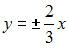 y = ± 2/3 x